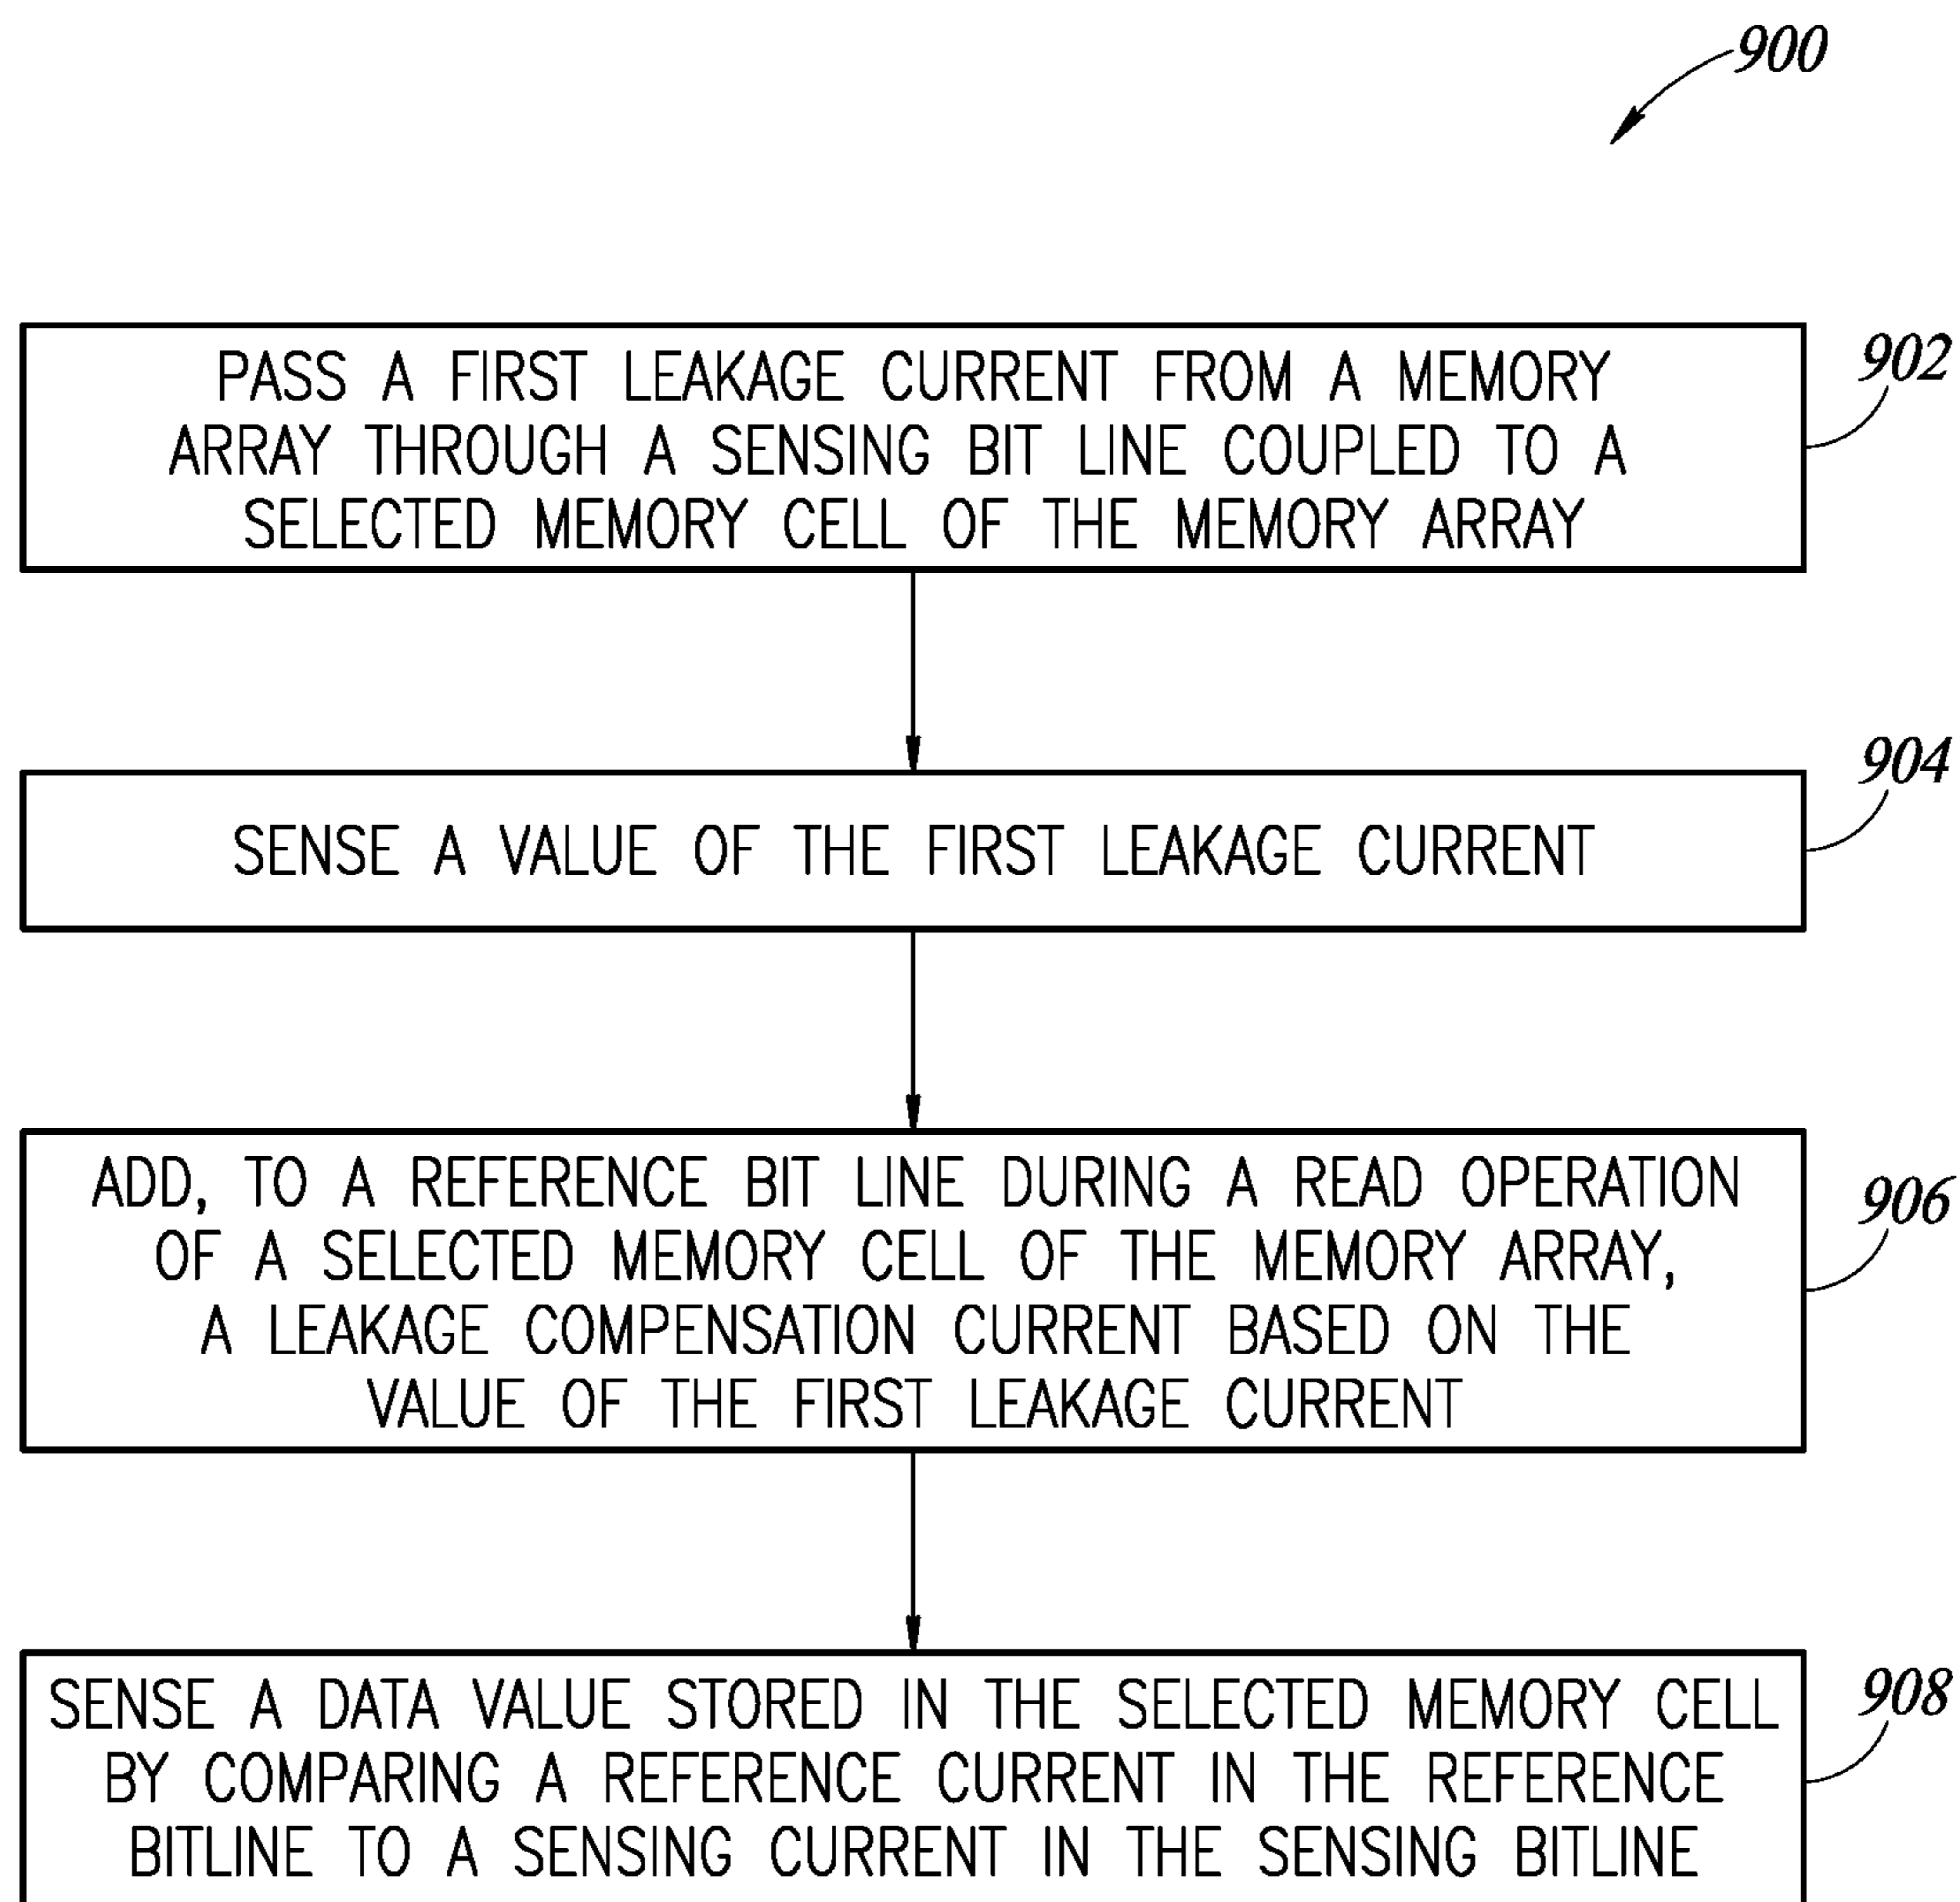 900
PASS A FIRST LEAKAGE CURRENT FROM A MEMORY
ARRAY THROUGH A SENSING BIT LINE COUPLED TO A
SELECTED MEMORY CELL OF THE MEMORY ARRAY
902
SENSE A VALUE OF THE FIRST LEAKAGE CURRENT
904
ADD, TO A REFERENCE BIT LINE DURING A READ OPERATION
OF A SELECTED MEMORY CELL OF THE MEMORY ARRAY,
A LEAKAGE COMPENSATION CURRENT BASED ON THE
VALUE OF THE FIRST LEAKAGE CURRENT
906
SENSE A DATA VALUE STORED IN THE SELECTED MEMORY CELL
BY COMPARING A REFERENCE CURRENT IN THE REFERENCE
BITLINE TO A SENSING CURRENT IN THE SENSING BITLINE
908